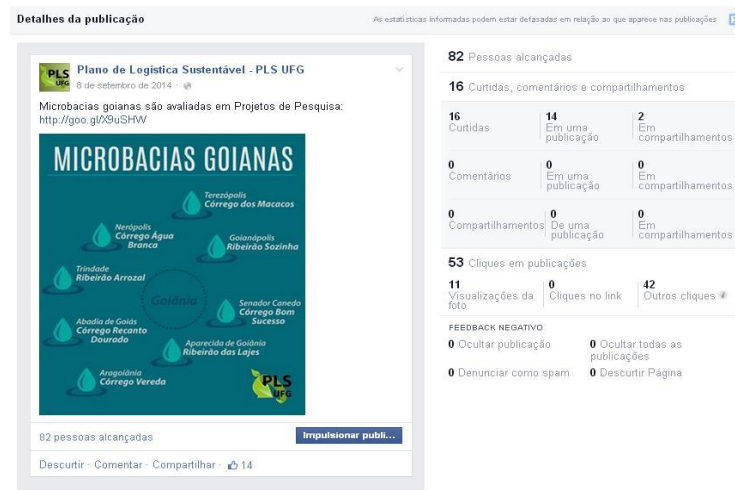 Detalhes da publicação
As estatísticas informadas podem estar defasadas em relação ao que aparece nas publicações
PLS UFG
Plano de Logística Sustentável - PLS UFG
8 de setembro de 2014 ·
Microbacias goianas são avaliadas em Projetos de Pesquisa:
http://goo.gl/X9uSHW
MICROBACIAS GOIANAS
Terezópolis
Córrego dos Macacos
Nerópolis
Córrego Água
Branca
Goianápolis
Ribeirão Sozinha
Trindade
Ribeirão Arrozal
Goiânia
Senador Canedo
Córrego Bom
Sucesso
Abadia de Goiás
Córrego Recanto
Dourado
Aparecida de Goiânia
Ribeirão das Lajes
Aragoiânia
Córrego Vereda
PLS
UFG
82 pessoas alcançadas
Impulsionar publi...
Descurtir · Comentar · Compartilhar · 14
82 Pessoas alcançadas
16 Curtidas, comentários e compartilhamentos
16 14 2
Curtidas Em uma Em
publicação compartilhamentos
0 0 0
Comentários Em uma Em
publicação compartilhamentos
0 0 0
Compartilhamentos De uma Em
publicação compartilhamentos
53 Cliques em publicações
11 0 42
Visualizações da Cliques no link Outros cliques
foto
FEEDBACK NEGATIVO
0 Ocultar publicação 0 Ocultar todas as
publicações
0 Denunciar como spam 0 Descurtir Página